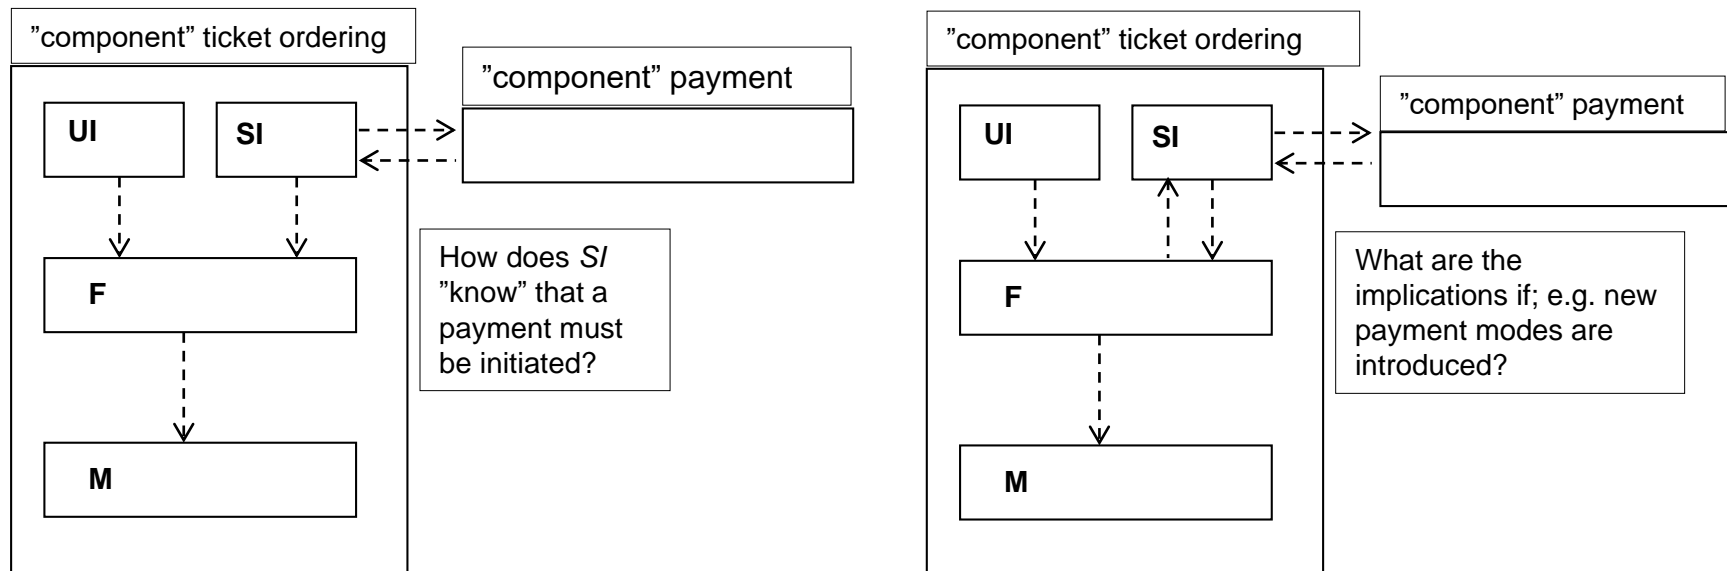 ”component” ticket ordering
”component” payment
UI
SI
F
M
How does SI
”know” that a
payment must
be initiated?
”component” ticket ordering
”component” payment
UI
SI
F
M
What are the
implications if; e.g. new
payment modes are
introduced?